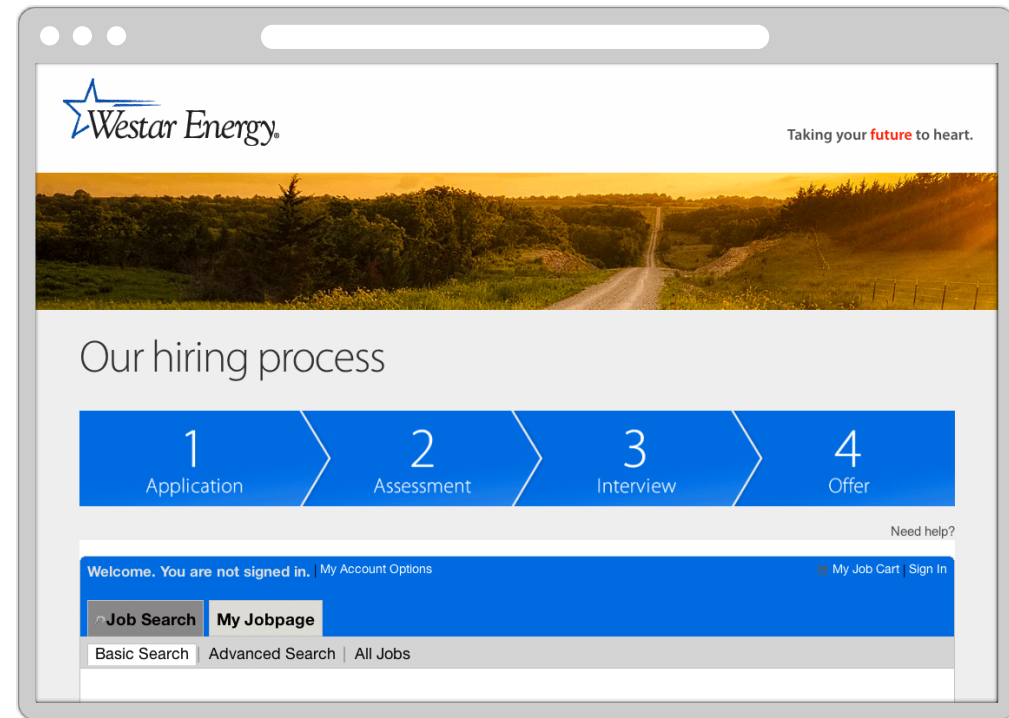 Westar Energy®
Taking your future to heart.
Our hiring process
1 2 3 4
Application Assessment Interview Offer
Need help?
Welcome. You are not signed in. | My Account Options My Job Cart | Sign In
Job Search My Jobpage
Basic Search | Advanced Search | All Jobs